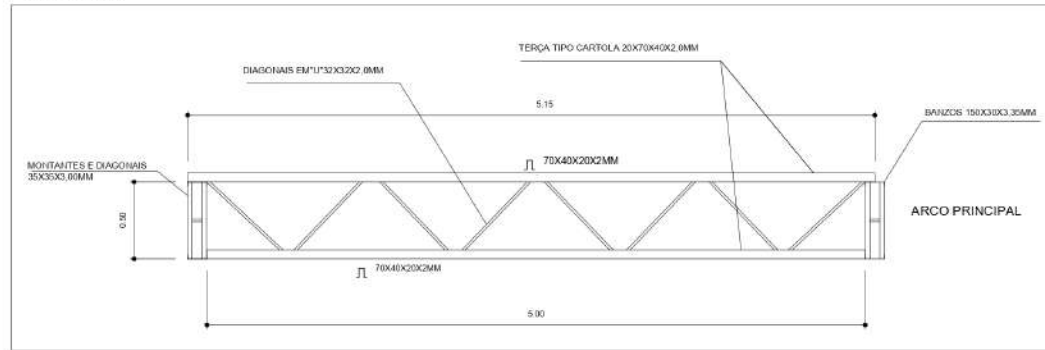 TERÇA TIPO CARTOLA 20X70X40X2,0MM
DIAGONAIS EM"U"32X32X2,0MM
5.15
BANZOS 150X30X3,35MM
70X40X20X2MM
MONTANTES E DIAGONAIS
35X35X3,00MM
0.50
ARCO PRINCIPAL
70X40X20X2MM
5.00